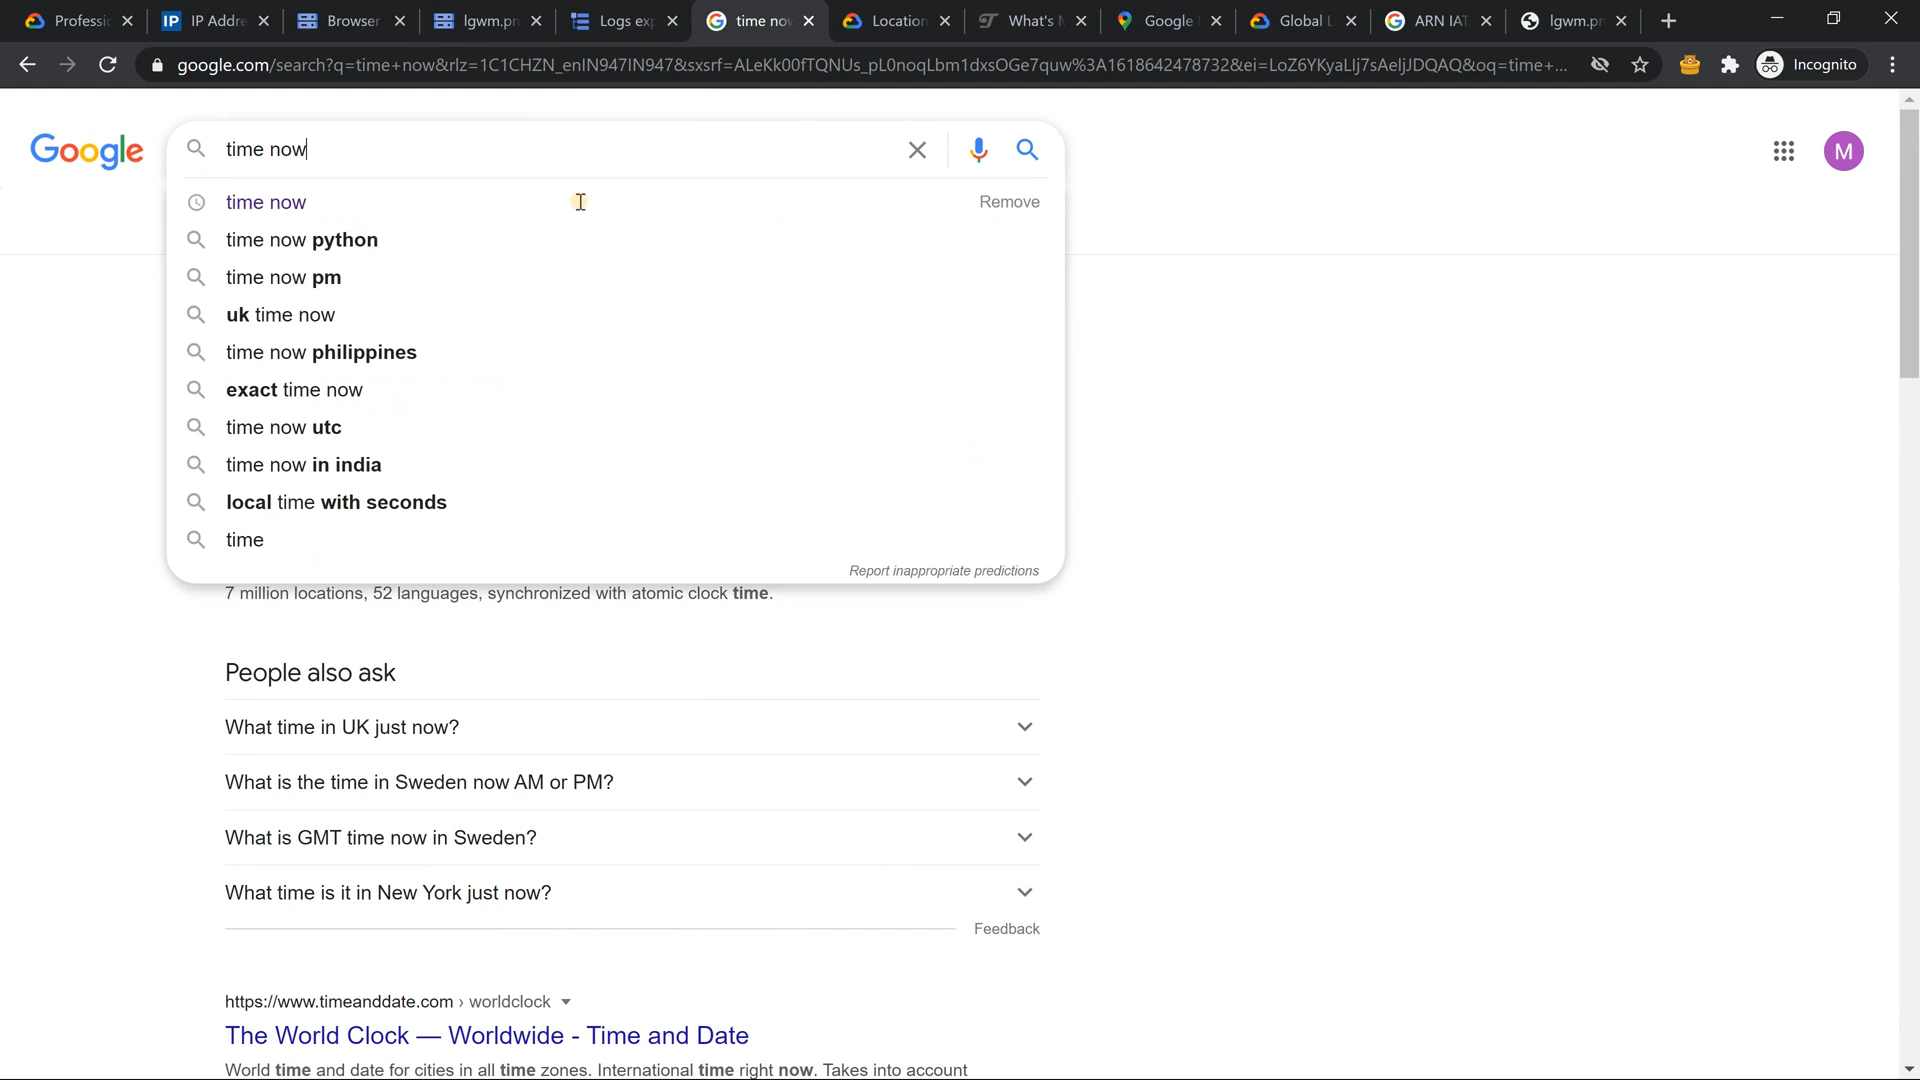 Professi
IP Addre
Browser
lgwm.pn
Logs exp
time now
Location
What's N
Google
Global L
ARN IAT
lgwm.pn
google.com/search?q=time+now&rlz=1C1CHZN_enIN947IN947&sxsrf=ALeKk00fTQNUs_pL0noqLbm1dxsOGe7quw%3A1618642478732&ei=LoZ6YKyaLIj7sAeljJDQAQ&oq=time+...
Incognito
Google
time now
M
time now
Remove
time now python
time now pm
uk time now
time now philippines
exact time now
time now utc
time now in india
local time with seconds
time
Report inappropriate predictions
7 million locations, 52 languages, synchronized with atomic clock time.
People also ask
What time in UK just now?
What is the time in Sweden now AM or PM?
What is GMT time now in Sweden?
What time is it in New York just now?
Feedback
https://www.timeanddate.com › worldclock
The World Clock — Worldwide - Time and Date
World time and date for cities in all time zones. International time right now. Takes into account